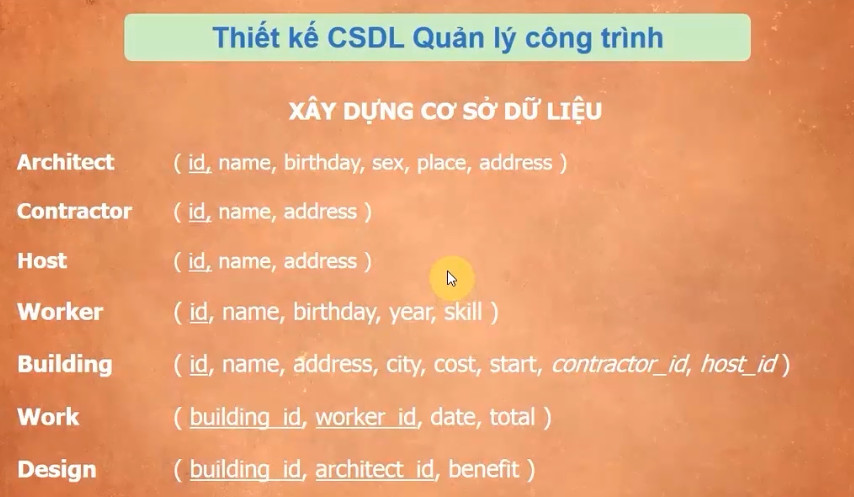 Thiết kế CSDL Quản lý công trình
XÂY DỰNG CƠ SỞ DỮ LIỆU
Architect ( id, name, birthday, sex, place, address )
Contractor ( id, name, address )
Host ( id, name, address )
Worker ( id, name, birthday, year, skill )
Building ( id, name, address, city, cost, start, contractor_id, host_id )
Work ( building_id, worker_id, date, total )
Design ( building_id, architect_id, benefit )